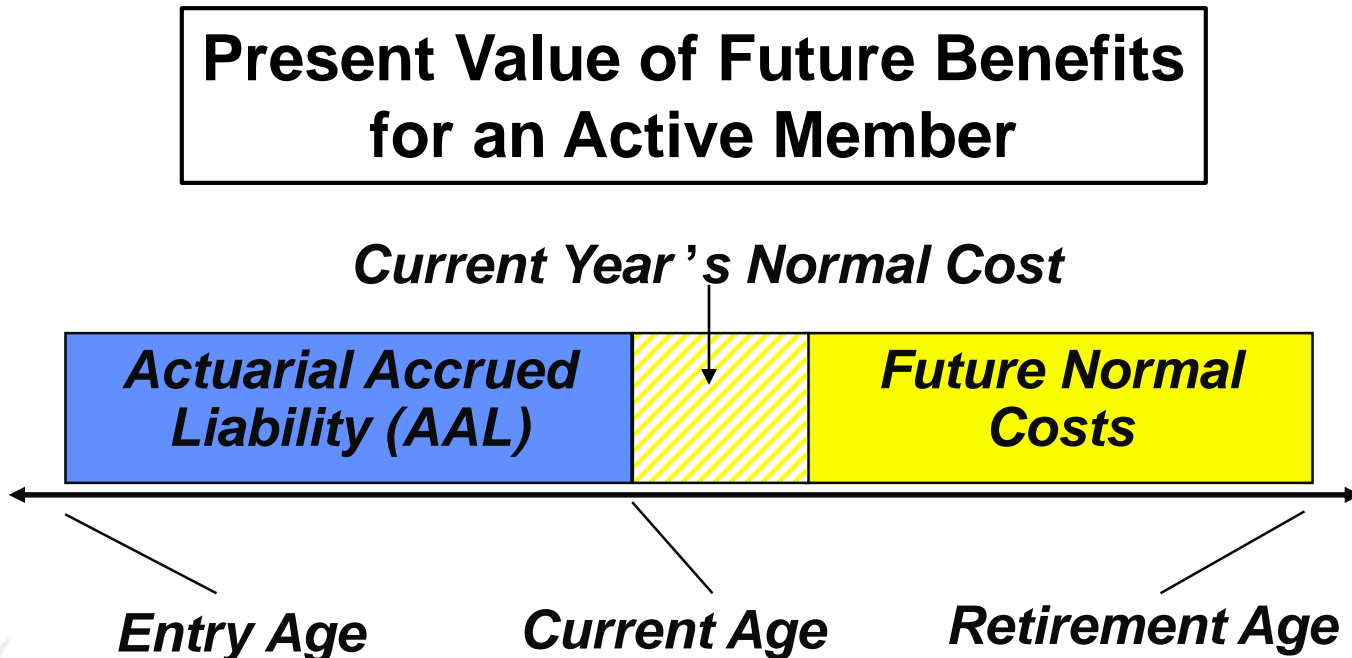 Present Value of Future Benefits
for an Active Member
Current Year's Normal Cost
Actuarial Accrued
Liability (AAL)
Future Normal
Costs
Entry Age
Current Age
Retirement Age